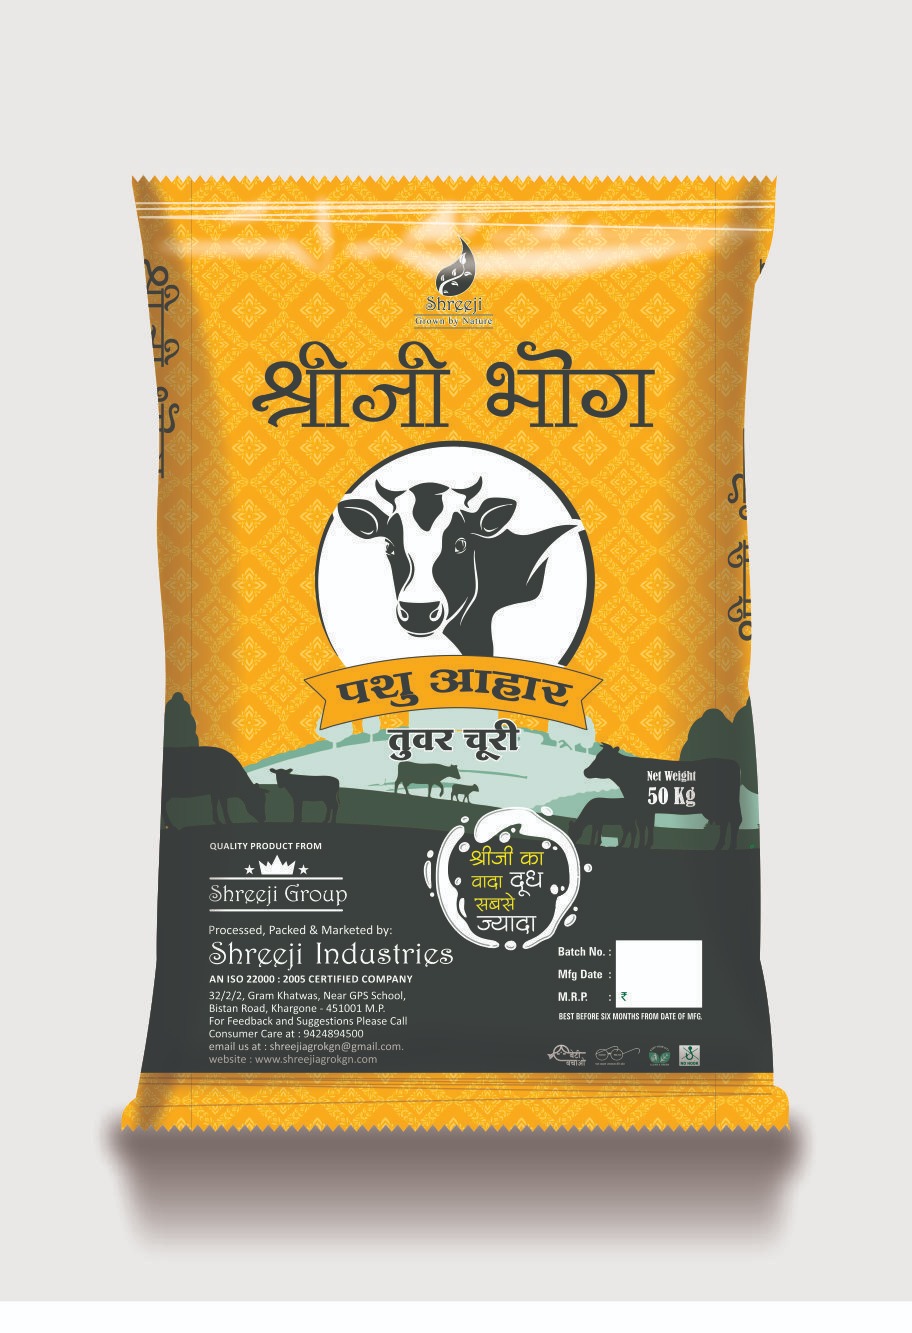 Shreeji
Grown by Nature
श्रीजी भोग
पशु आहार
तुवर चूरी
Net Weight
50 Kg
QUALITY PRODUCT FROM
Shreeji Group
श्रीजी का
वादा दूध
सबसे
ज्यादा
Processed, Packed & Marketed by:
Shreeji Industries
AN ISO 22000 : 2005 CERTIFIED COMPANY
32/2/2, Gram Khatwas, Near GPS School,
Bistan Road, Khargone - 451001 M.P.
For Feedback and Suggestions Please Call
Consumer Care at : 9424894500
email us at : shreejiagrokgn@gmail.com.
website : www.shreejiagrokgn.com
Batch No. :
Mfg Date :
M.R.P. : ₹
BEST BEFORE SIX MONTHS FROM DATE OF MFG.
बेटी
बचाओ